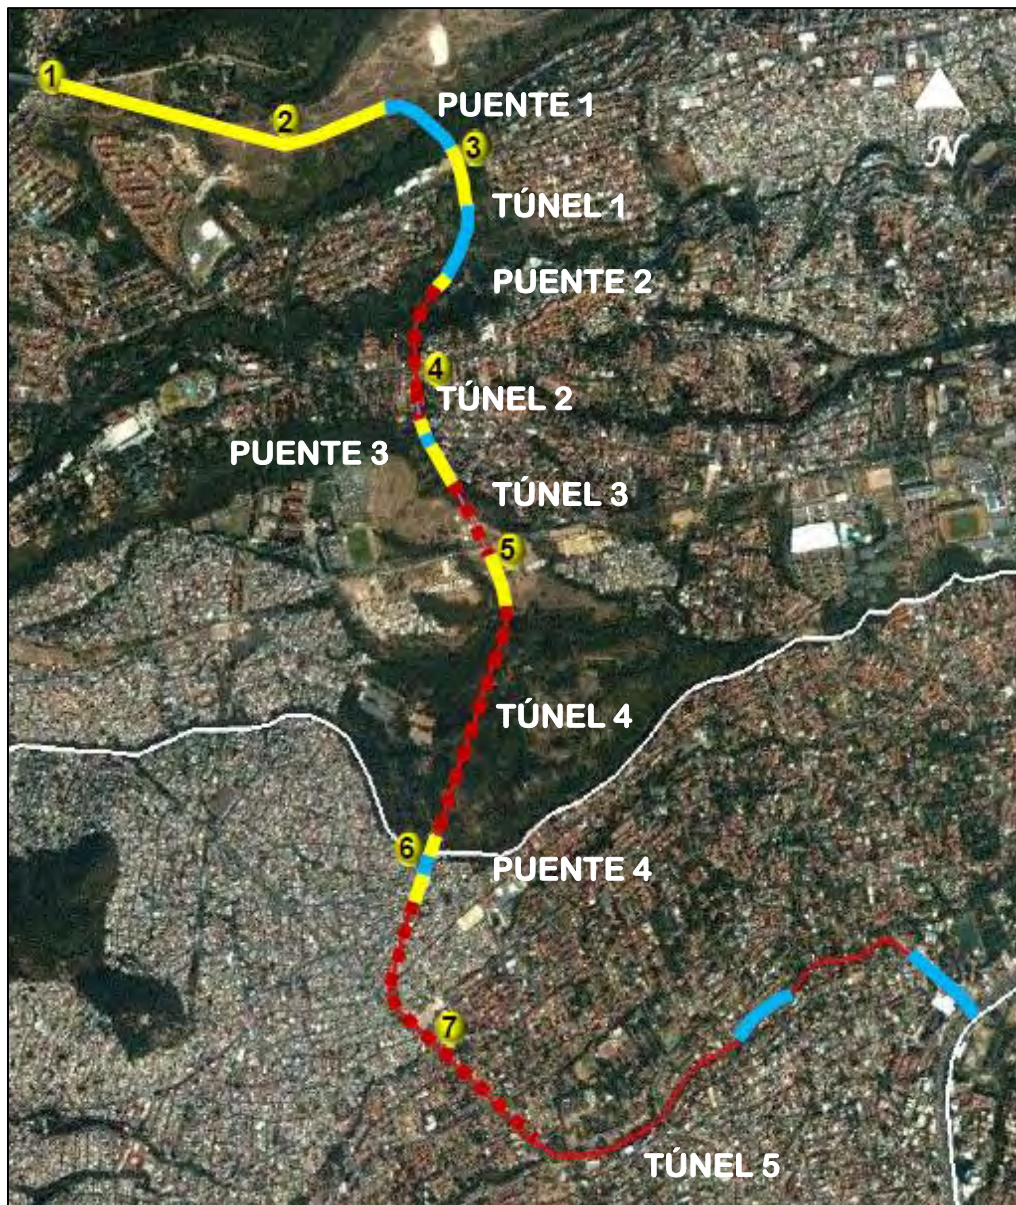 1
2
PUENTE 1
3
TÚNEL 1
PUENTE 2
4
TÚNEL 2
PUENTE 3
TÚNEL 3
5
TÚNEL 4
6
PUENTE 4
7
TÚNEL 5
N